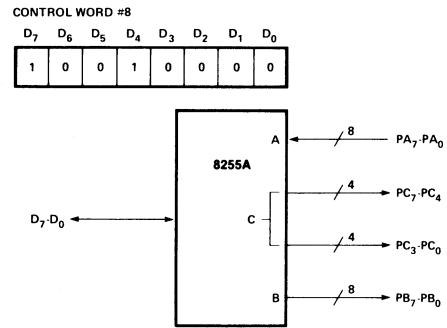 CONTROL WORD #8
D7 D6 D5 D4 D3 D2 D1 D0
1 0 0 1 0 0 0 0
A 8 PA7-PA0
8255A
4 PC7-PC4
D7-D0 C
4 PC3-PC0
B 8 PB7-PB0